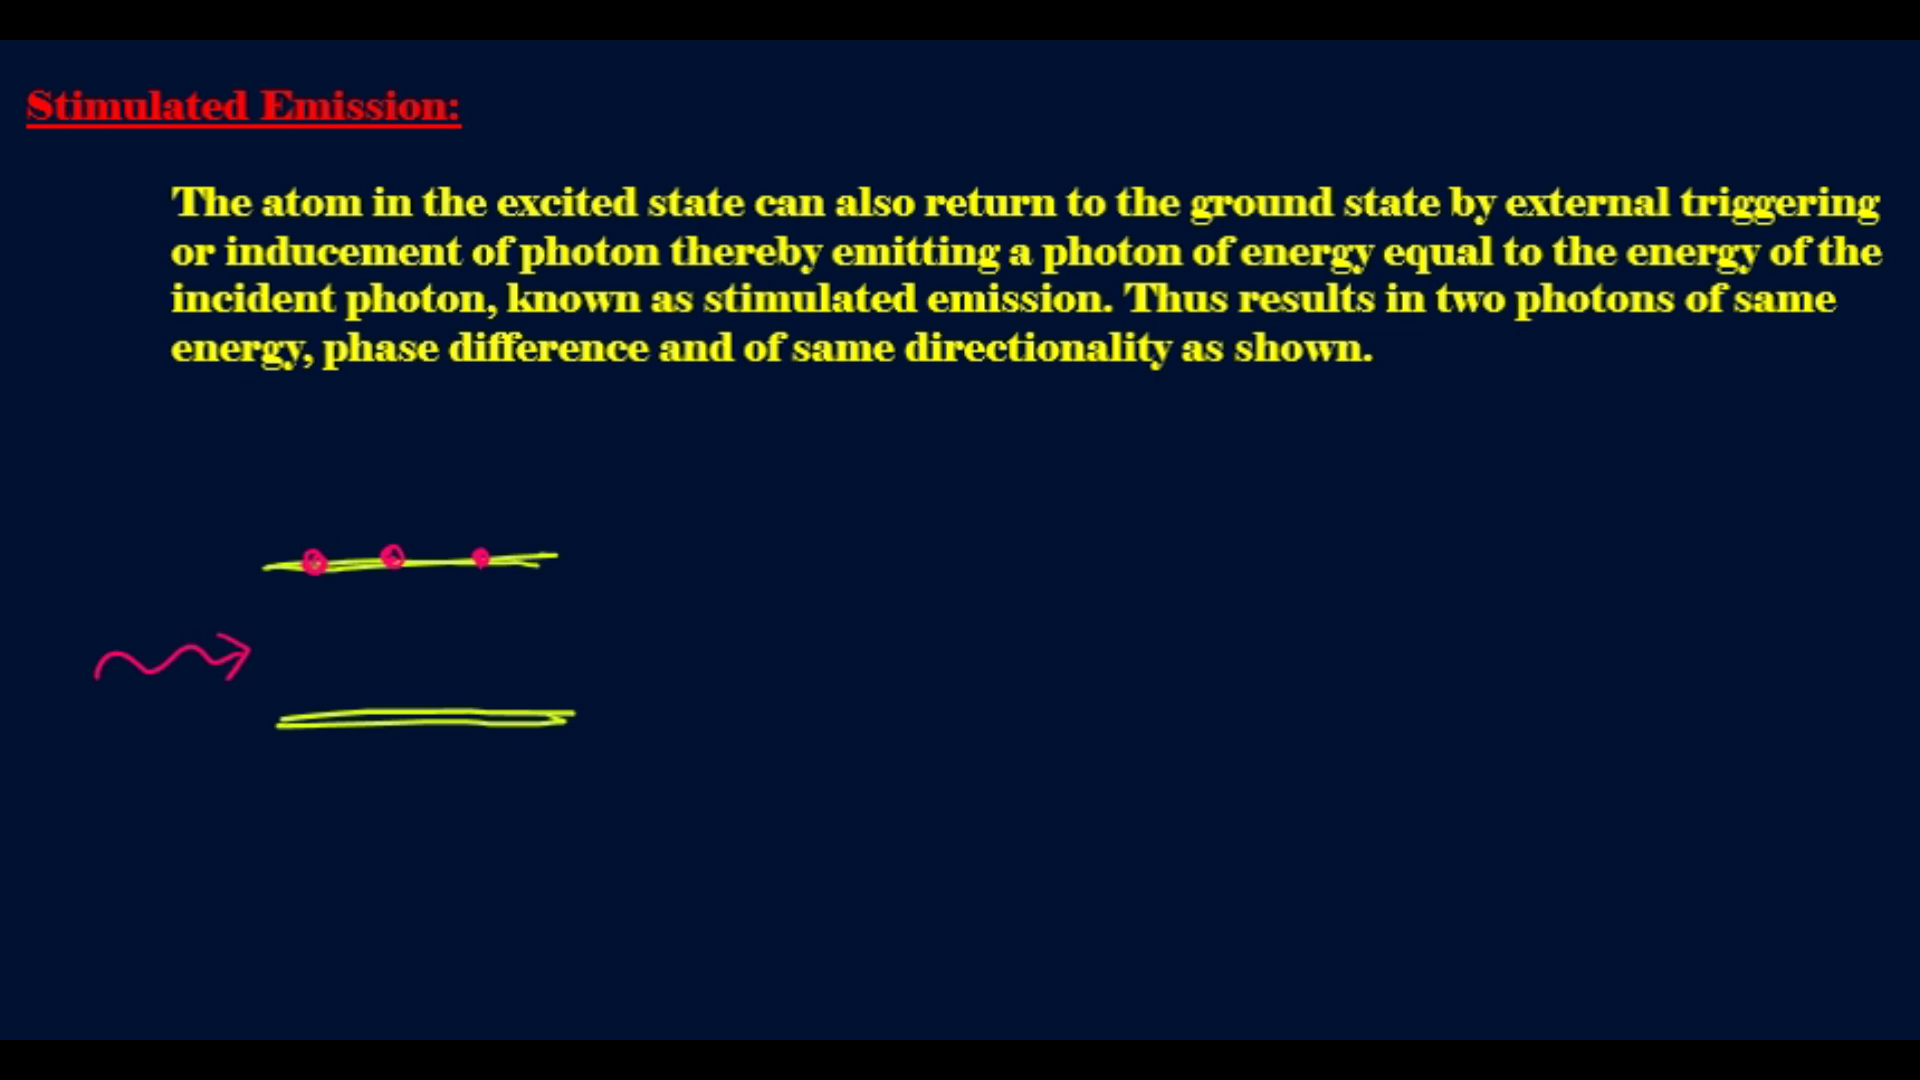 Stimulated Emission:
The atom in the excited state can also return to the ground state by external triggering
or inducement of photon thereby emitting a photon of energy equal to the energy of the
incident photon, known as stimulated emission. Thus results in two photons of same
energy, phase difference and of same directionality as shown.